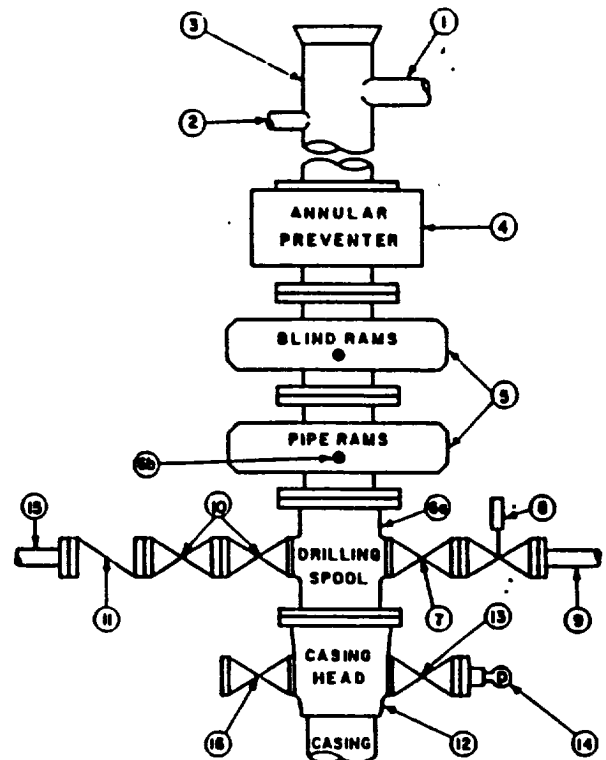 3
1
2
ANNULAR
PREVENTER
4
BLIND RAMS
5
PIPE RAMS
6b
15
10
6a
8
DRILLING
SPOOL
11
7
13
9
CASING
HEAD
16
CASING
12
14